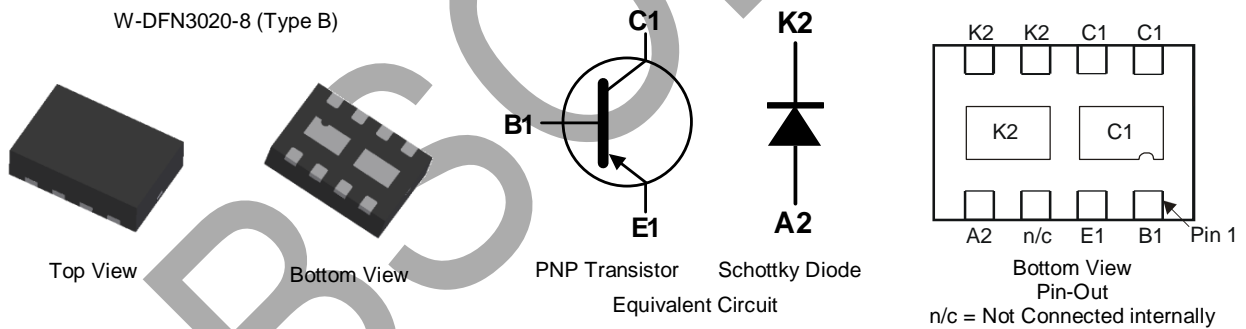 W-DFN3020-8 (Type B)
Top View
Bottom View
C1
B1
E1
PNP Transistor
K2
A2
Schottky Diode
Equivalent Circuit
K2 K2 C1 C1
K2 C1
A2 n/c E1 B1 Pin 1
Bottom View
Pin-Out
n/c = Not Connected internally